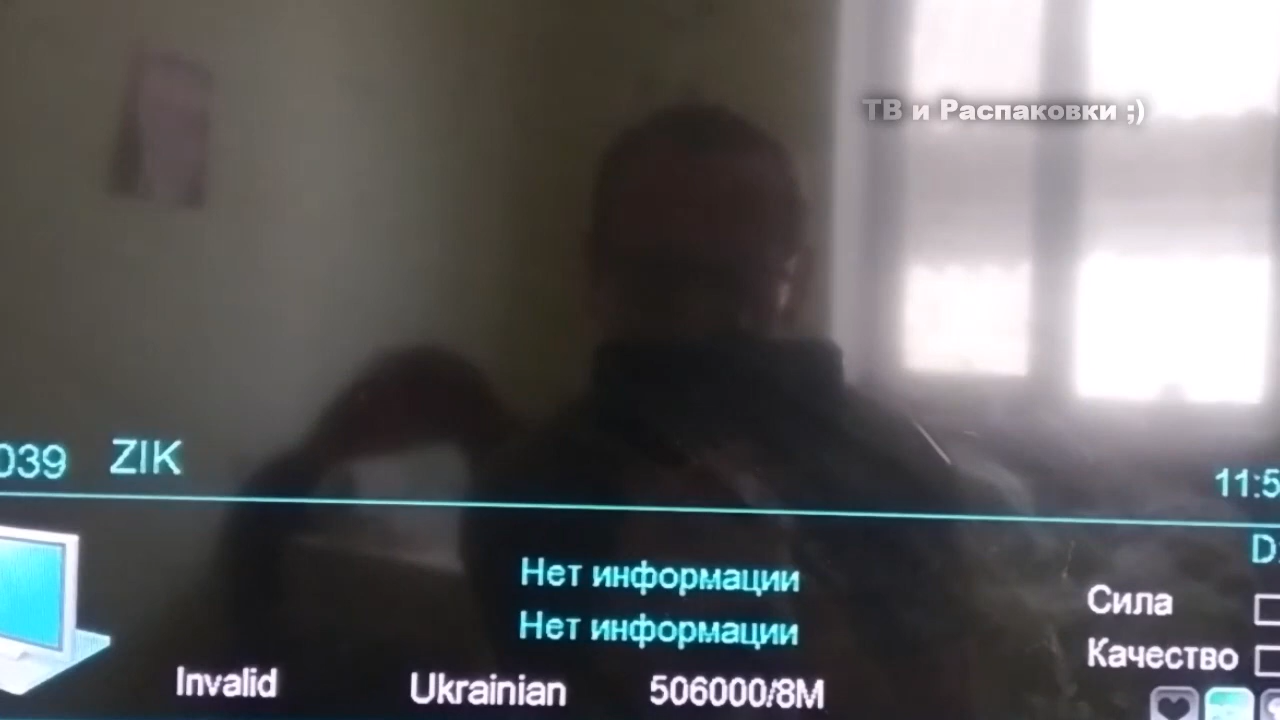 ТВ и Распаковки ;)
039 ZIK
11:5
Нет информации
Нет информации
Сила
Качество
Invalid Ukrainian 506000/8M